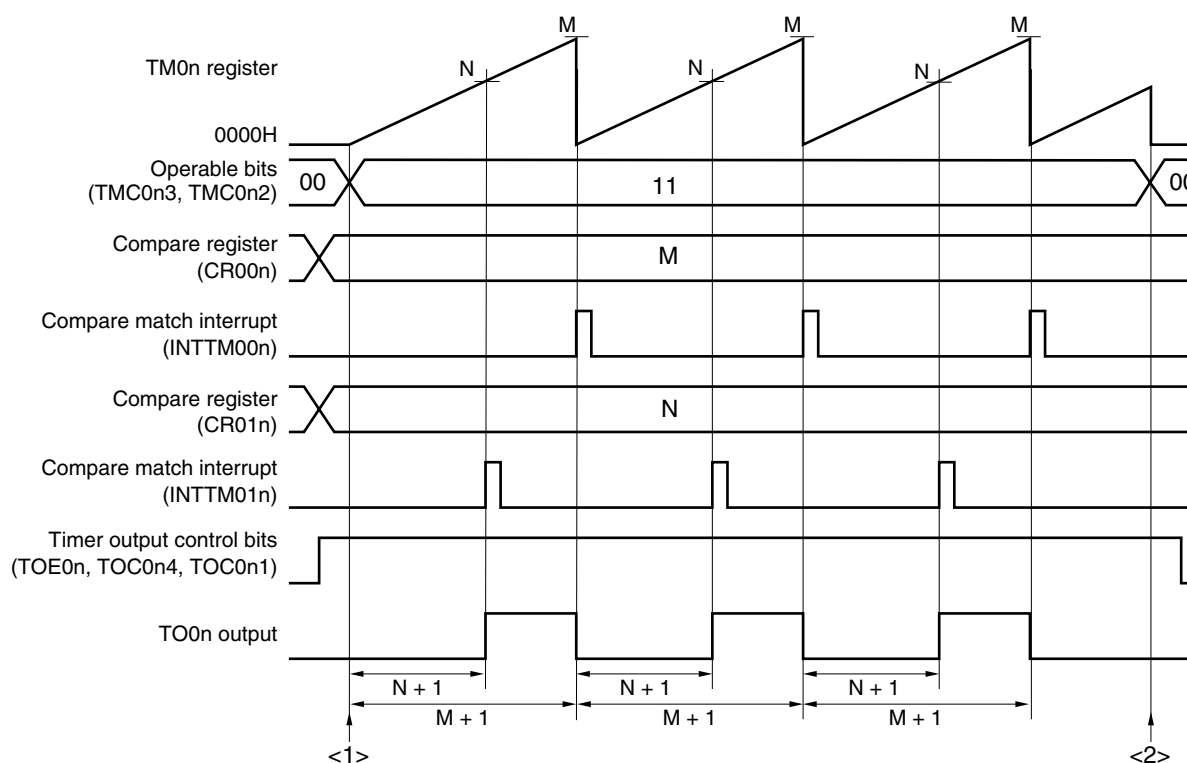 M
M
M
TM0n register
N
N
N
0000H
Operable bits
(TMC0n3, TMC0n2)
00
11
00
Compare register
(CR00n)
M
Compare match interrupt
(INTTM00n)
Compare register
(CR01n)
N
Compare match interrupt
(INTTM01n)
Timer output control bits
(TOE0n, TOC0n4, TOC0n1)
TO0n output
N + 1
N + 1
N + 1
M + 1
M + 1
M + 1
<1>
<2>